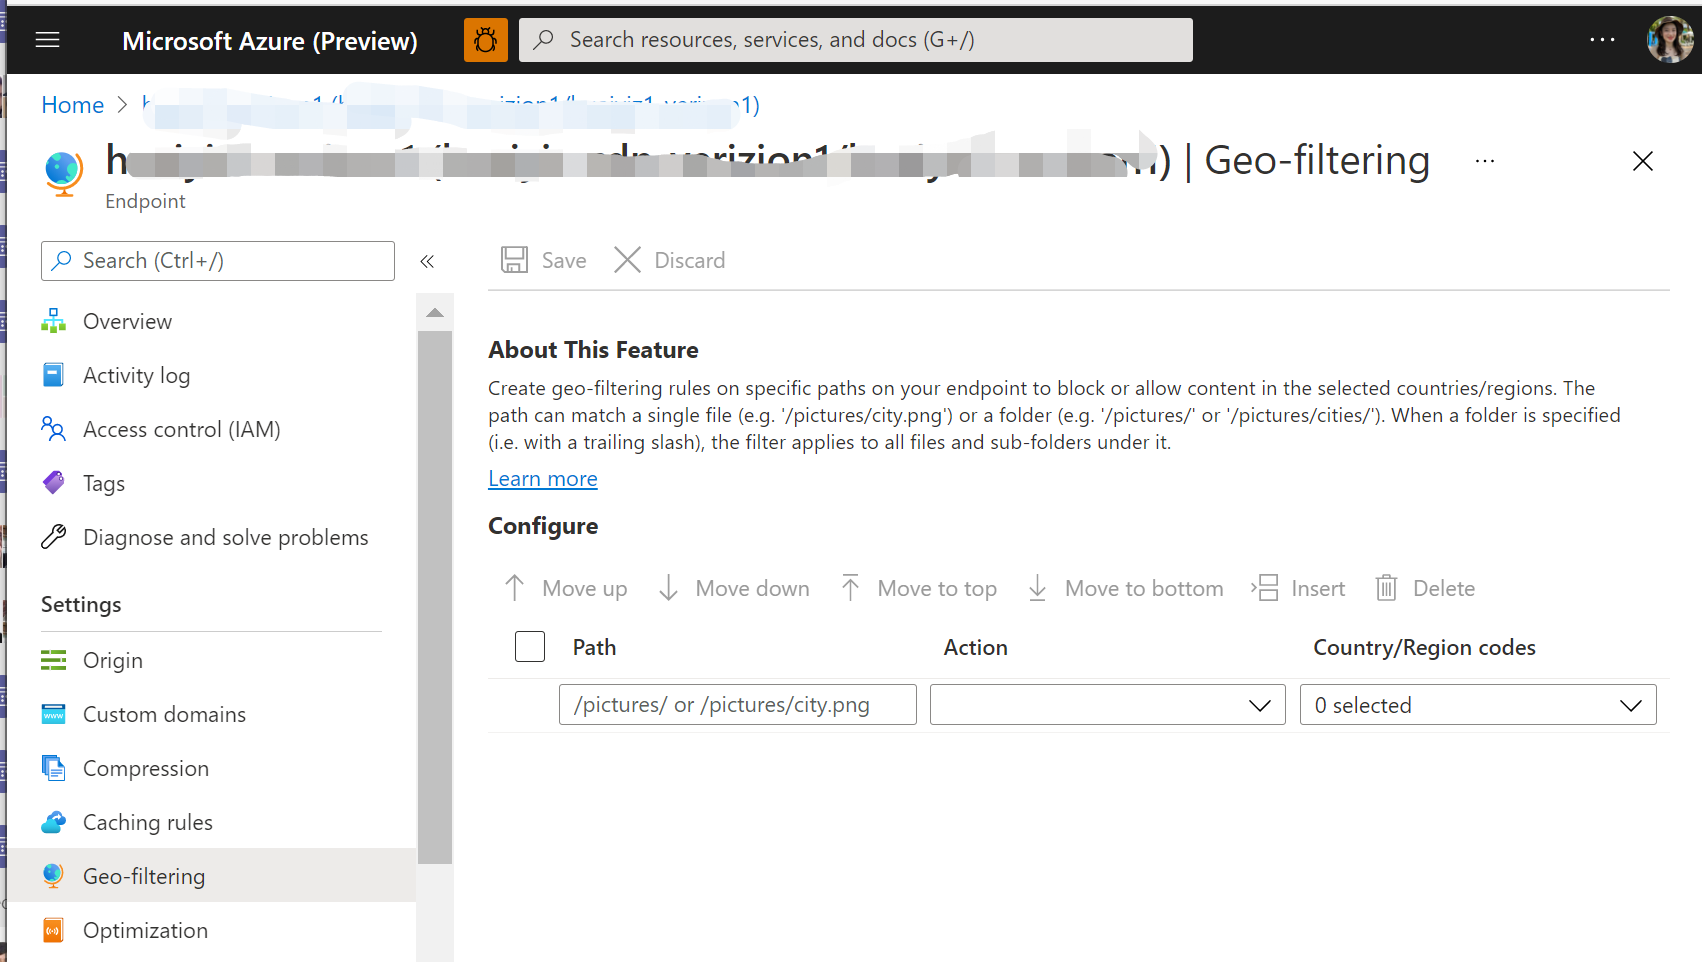 Microsoft Azure (Preview)
Search resources, services, and docs (G+/)
Home
| Geo-filtering
Endpoint
Search (Ctrl+/)
Save
Discard
Overview
Activity log
Access control (IAM)
Tags
Diagnose and solve problems
Settings
Origin
Custom domains
Compression
Caching rules
Geo-filtering
Optimization
About This Feature
Create geo-filtering rules on specific paths on your endpoint to block or allow content in the selected countries/regions. The
path can match a single file (e.g. '/pictures/city.png') or a folder (e.g. '/pictures/' or '/pictures/cities/'). When a folder is specified
(i.e. with a trailing slash), the filter applies to all files and sub-folders under it.
Learn more
Configure
Move up
Move down
Move to top
Move to bottom
Insert
Delete
Path
Action
Country/Region codes
/pictures/ or /pictures/city.png
0 selected